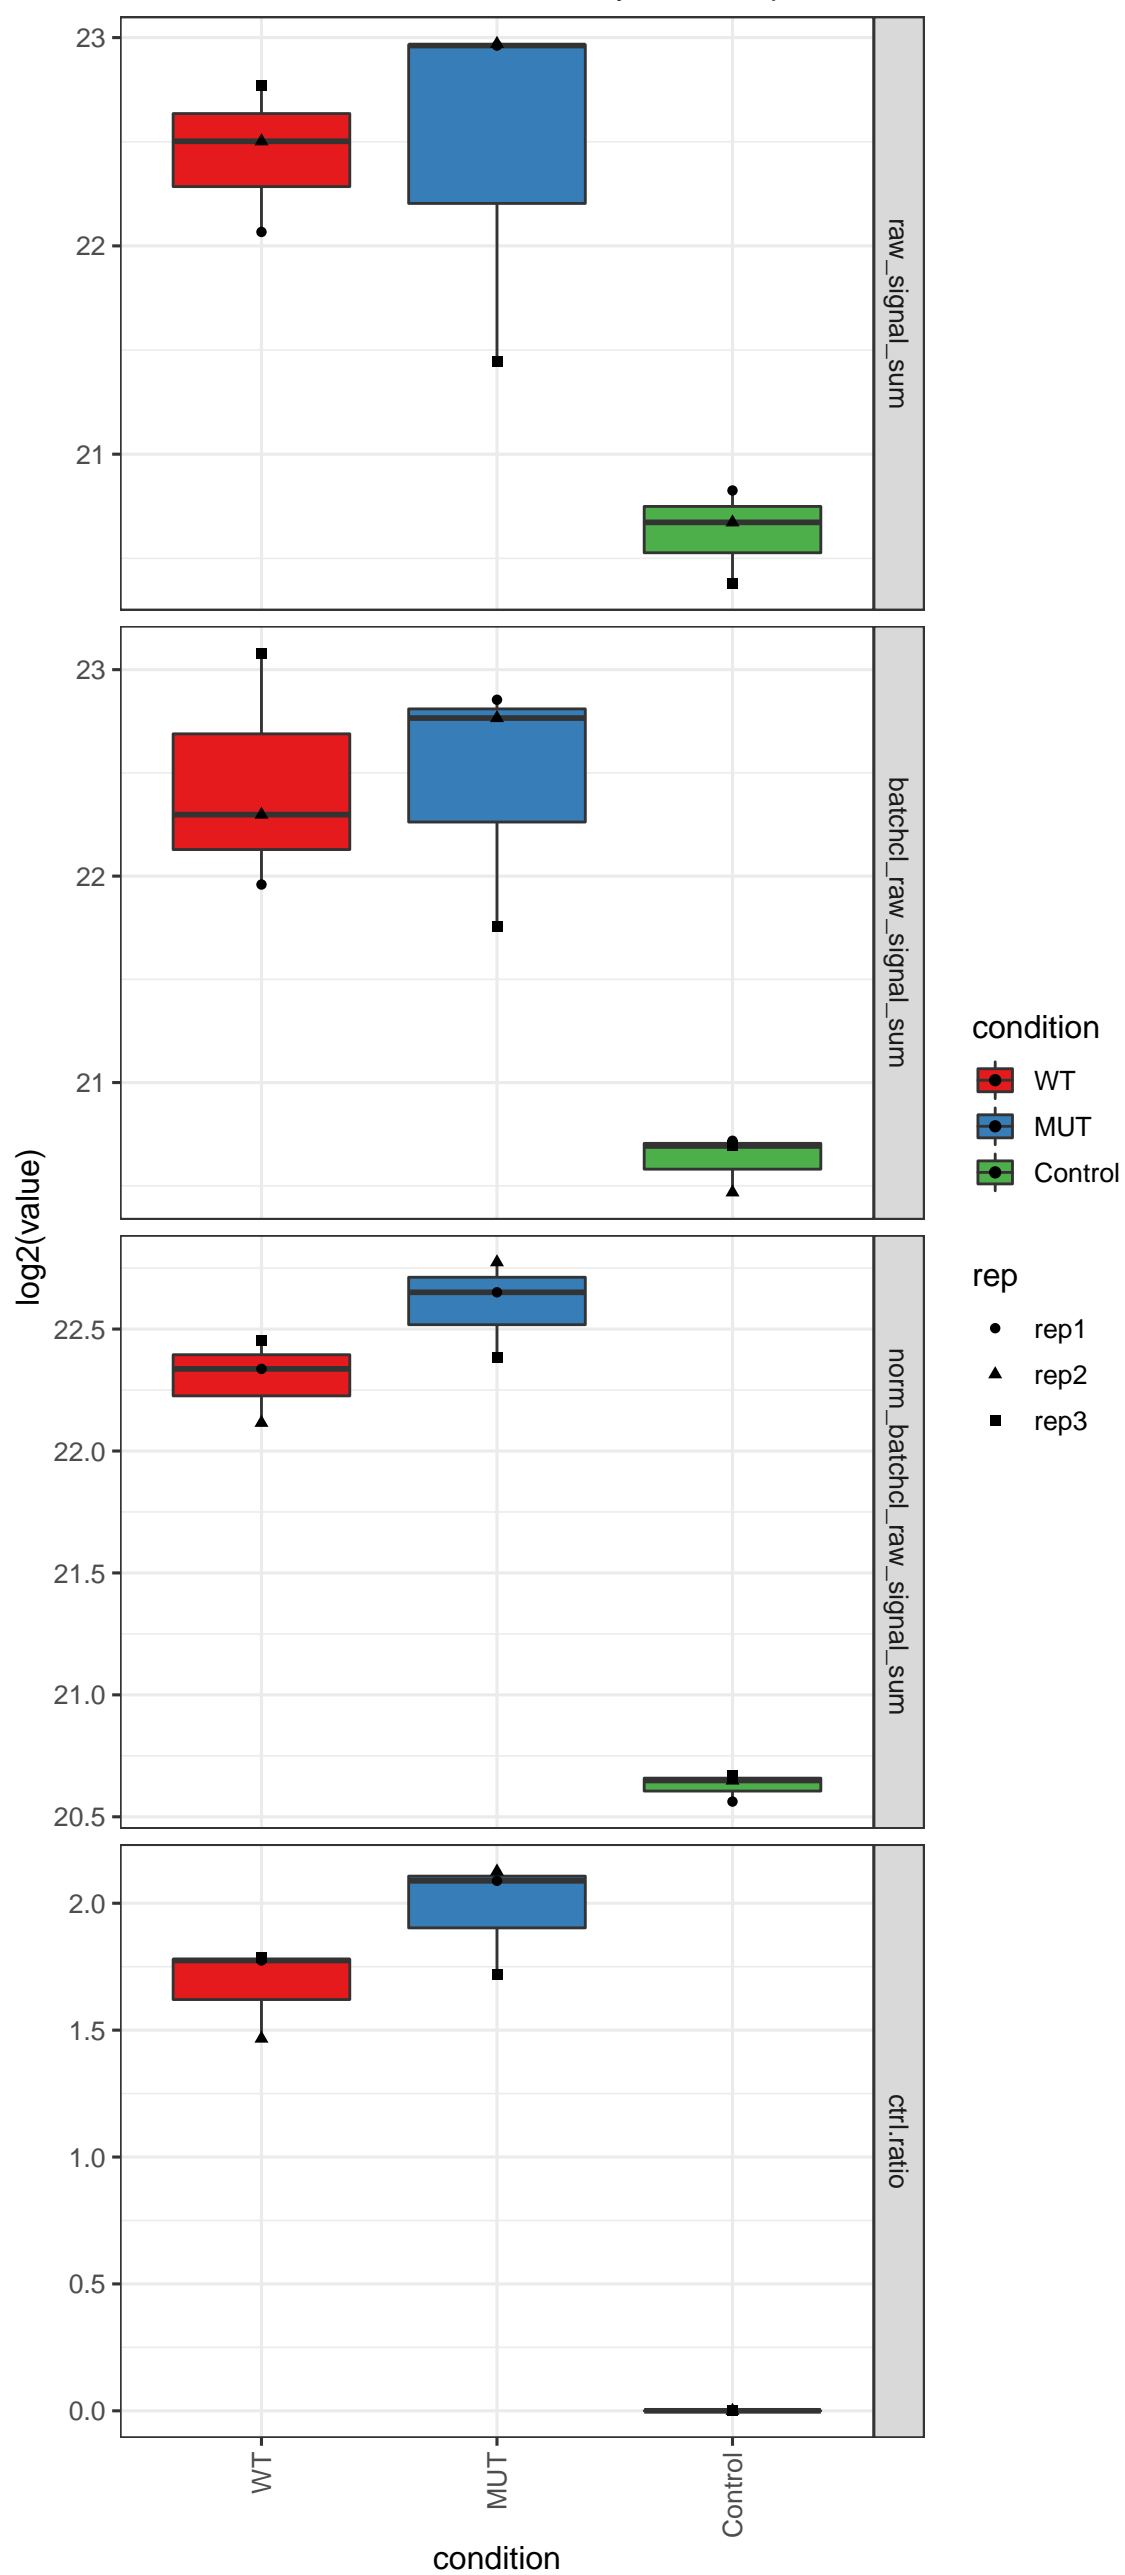 23
22
21
raw_signal_sum
23
22
21
batchcl_raw_signal_sum
22.5
22.0
21.5
21.0
20.5
norm_batchcl_raw_signal_sum
2.0
1.5
1.0
0.5
0.0
ctrl.ratio
log2(value)
WT
MUT
Control
condition
condition
WT
MUT
Control
rep
rep1
rep2
rep3